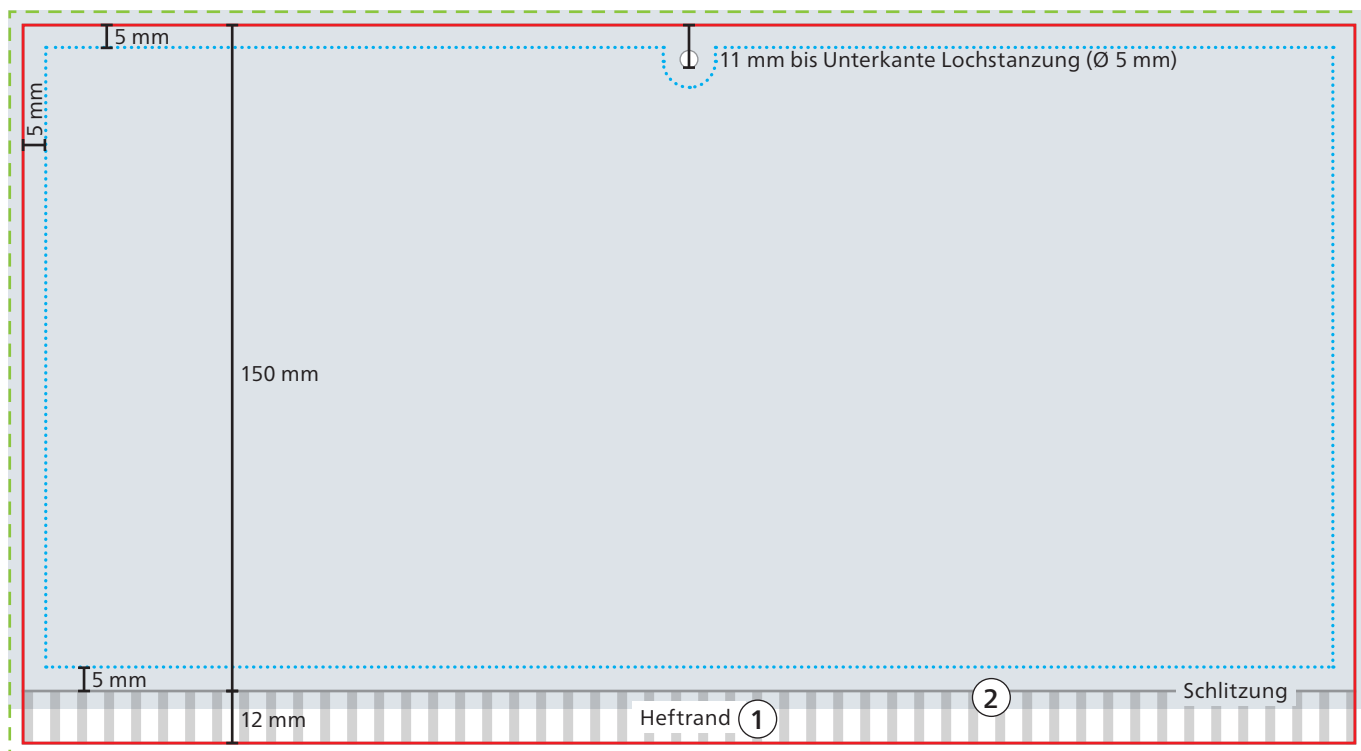 5 mm
11 mm bis Unterkante Lochstanzung (Ø 5 mm)
5 mm
150 mm
5 mm
Schlitzung
2
12 mm
Heftrand 1